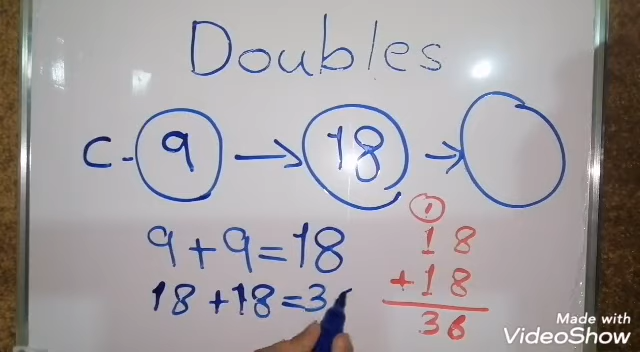 Doubles
C- 9 → 18 →
9+9=18
18+18=3
1
18
+18
36
Made with
VideoShow